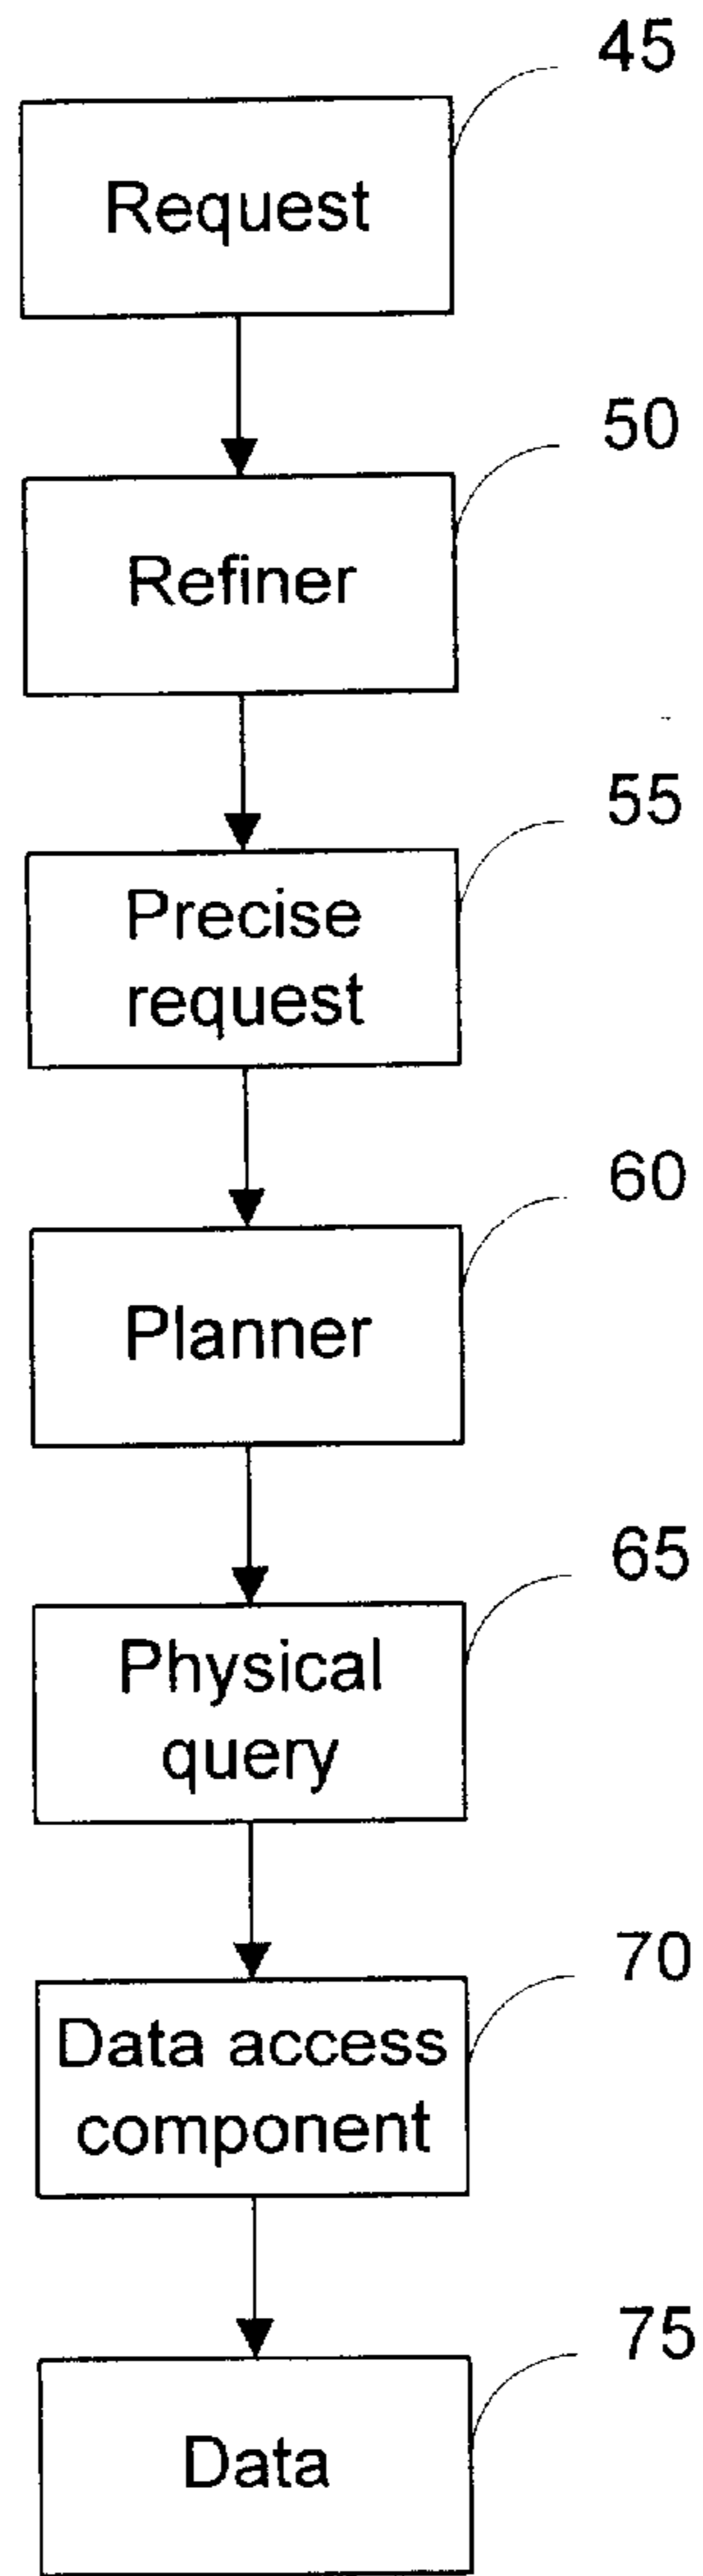 45
Request
50
Refiner
55
Precise
request
60
Planner
65
Physical
query
70
Data access
component
75
Data